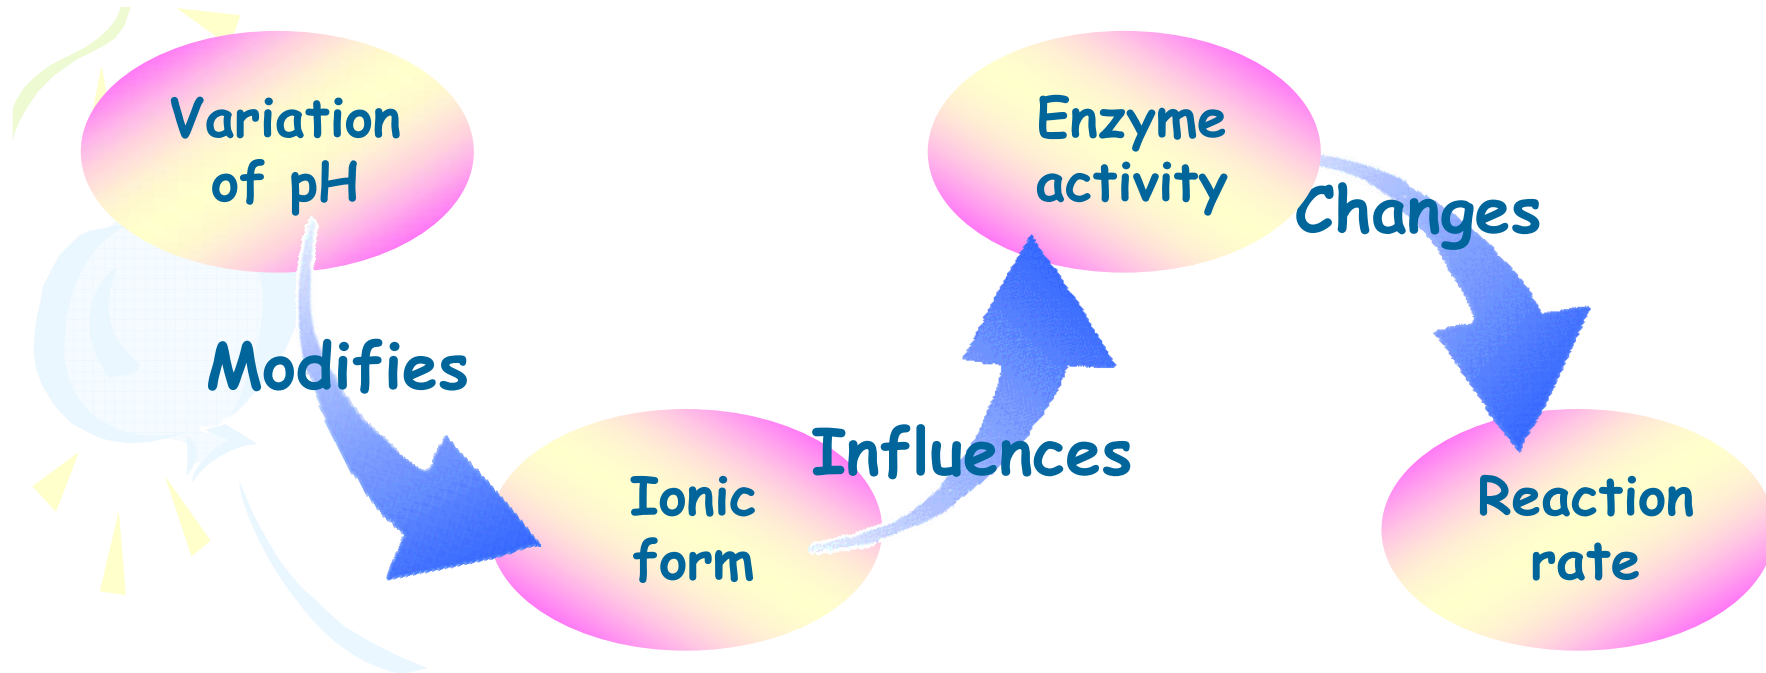 Variation
of pH
Modifies
Ionic
form
Influences
Enzyme
activity
Changes
Reaction
rate